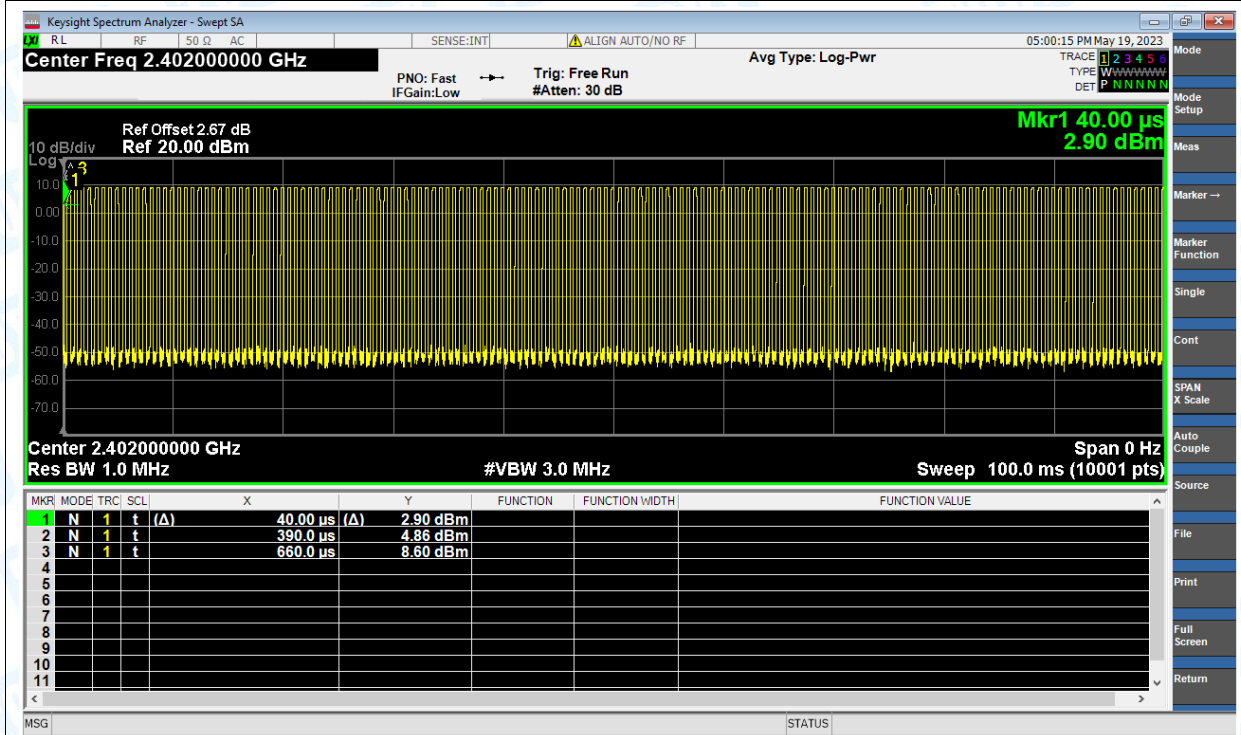 Keysight Spectrum Analyzer - Swept SA
LXI RL RF 50 Ω AC SENSE:INT ALIGN AUTO/NO RF 05:00:15 PM May 19, 2023
Center Freq 2.402000000 GHz
PNO: Fast
IFGain:Low
Trig: Free Run
#Atten: 30 dB
Avg Type: Log-Pwr
TRACE 1 2 3 4 5 6
TYPE WWWWWW
DET P NNNNN
Ref Offset 2.67 dB
10 dB/div Ref 20.00 dBm
Log
Mkr1 40.00 µs
2.90 dBm
3
1
10.0
0.00
-10.0
-20.0
-30.0
-40.0
-50.0
-60.0
-70.0
Center 2.402000000 GHz Span 0 Hz
Res BW 1.0 MHz #VBW 3.0 MHz Sweep 100.0 ms (10001 pts)
MKR MODE TRC SCL X Y FUNCTION FUNCTION WIDTH FUNCTION VALUE
1 N 1 t (Δ) 40.00 µs (Δ) 2.90 dBm
2 N 1 t 390.0 µs 4.86 dBm
3 N 1 t 660.0 µs 8.60 dBm
4
5
6
7
8
9
10
11
MSG STATUS
Mode
Mode
Setup
Meas
Marker →
Marker
Function
Single
Cont
SPAN
X Scale
Auto
Couple
Source
File
Print
Full
Screen
Return